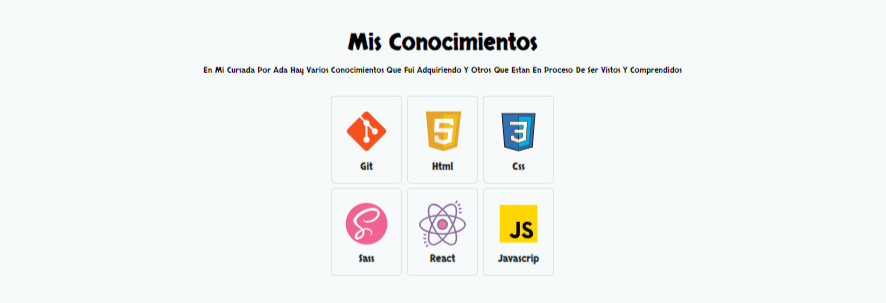 Mis Conocimientos
En Mi Cursada Por Ada Hay Varios Conocimientos Que Fui Adquiriendo Y Otros Que Estan En Proceso De Ser Vistos Y Comprendidos
5 3
Git Html Css
JS
Sass React Javascrip